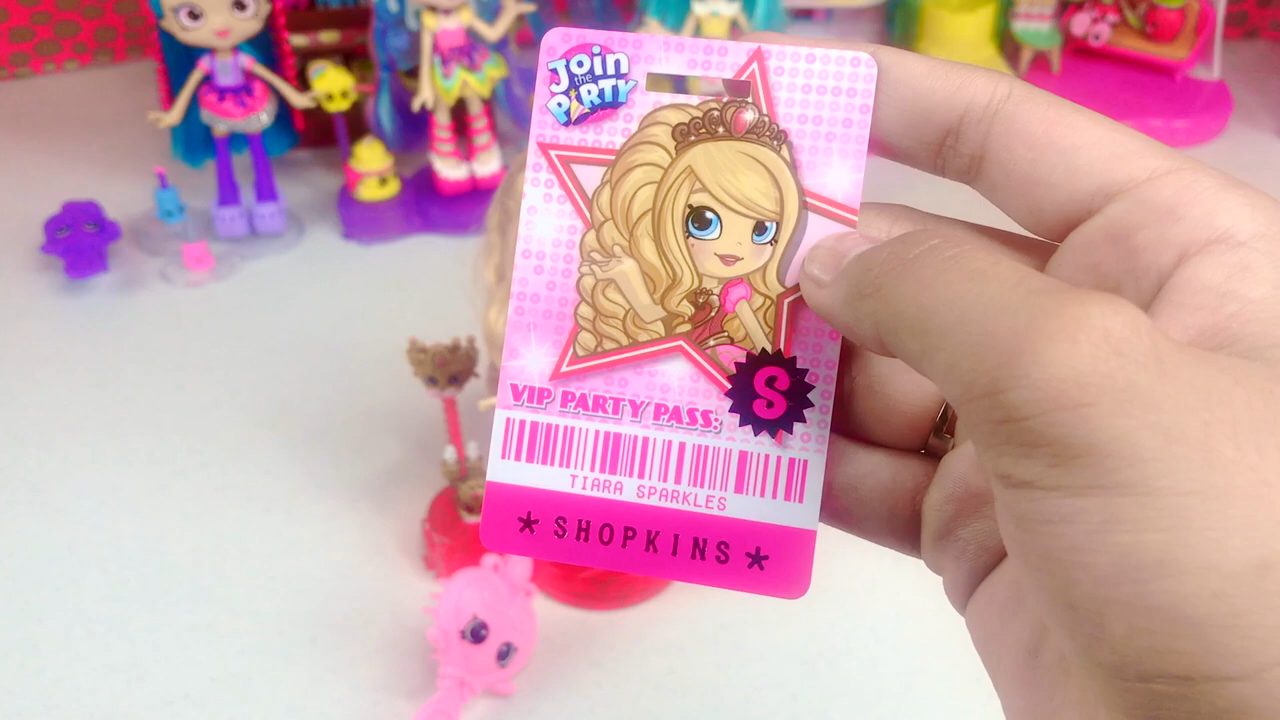 Join
the
PARTY
VIP PARTY PASS:
S
TIARA SPARKLES
* SHOPKINS *